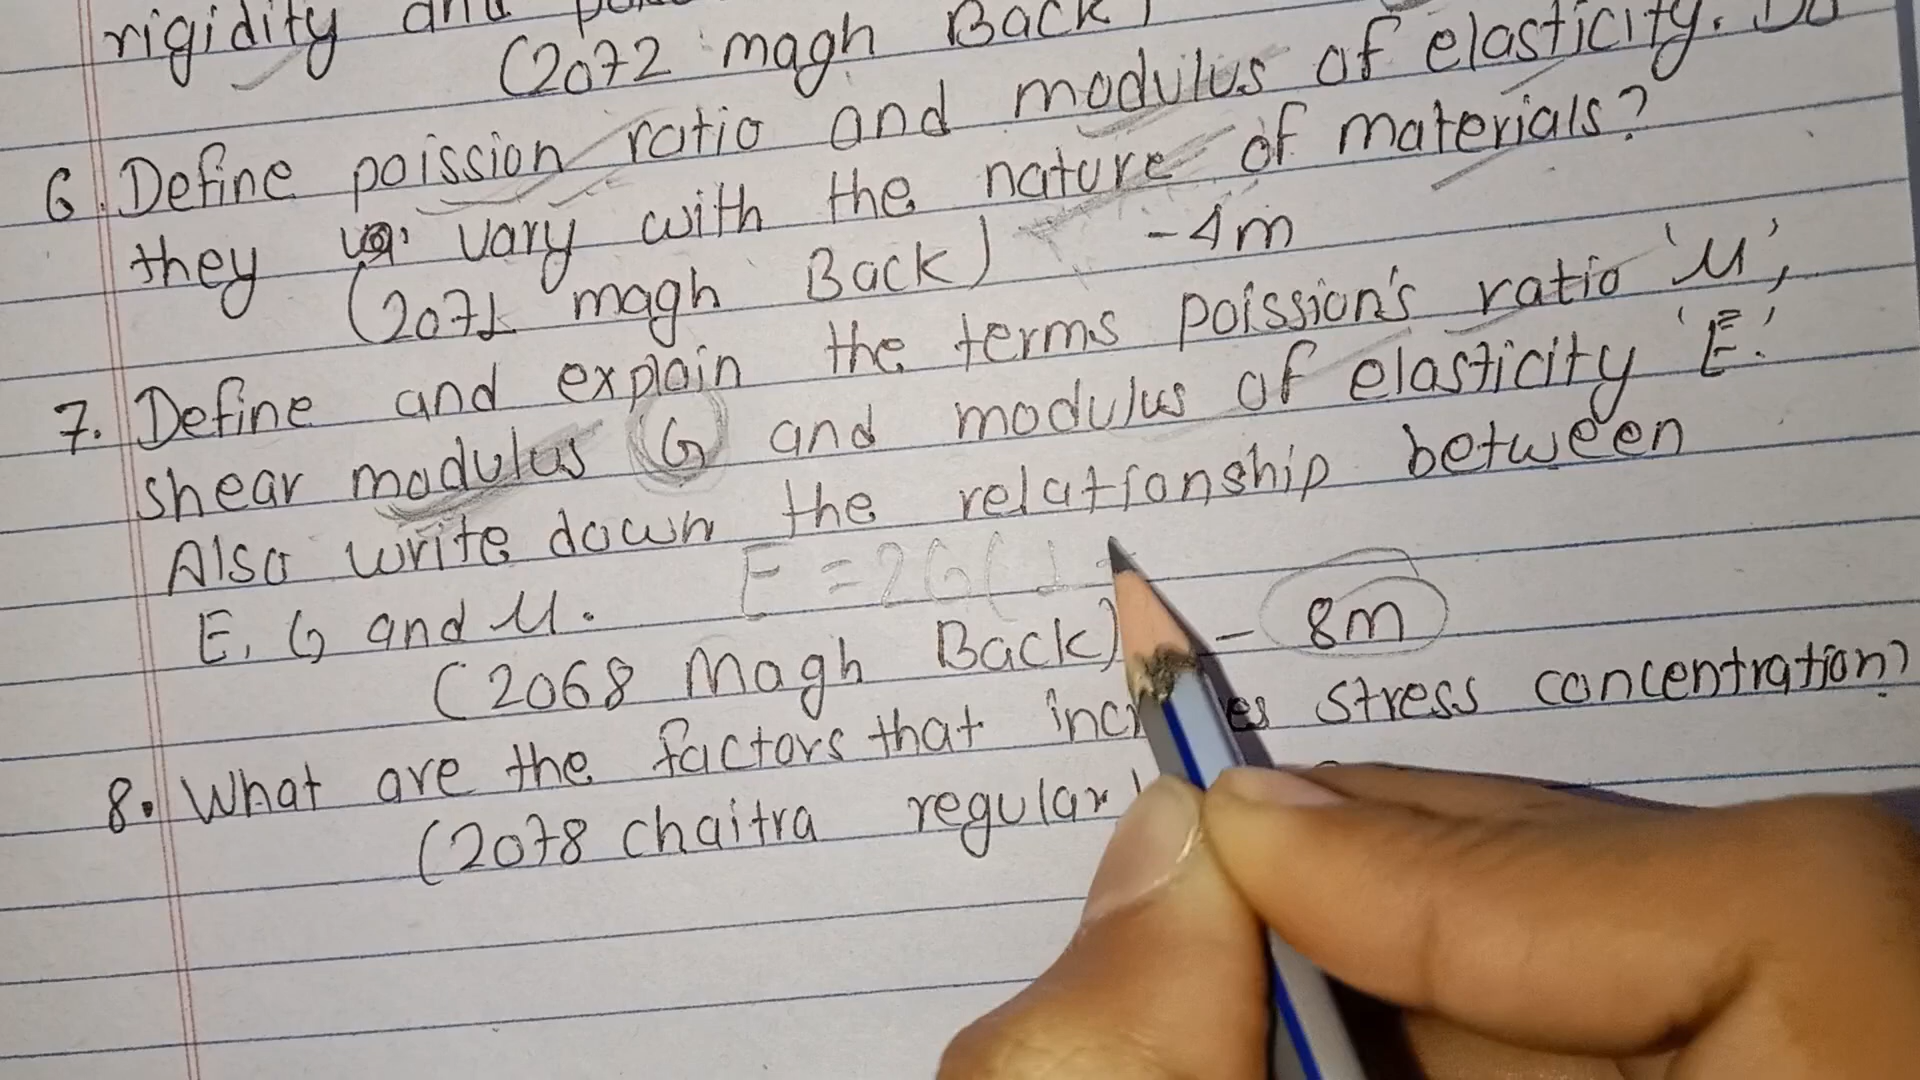 rigidity and
(2072 magh Back)
6. Define poission ratio and modulus of elasticity. Do
they vary with the nature of materials?
(2071 magh Back) -4m
7. Define and explain the terms poission's ratio 'μ',
shear modulus G and modulus of elasticity 'E'.
Also write down the relationship between
E, G and μ. E = 2G(1 +
(2068 Magh Back) - 8m
8. What are the factors that stress concentration?
(2078 chaitra regular